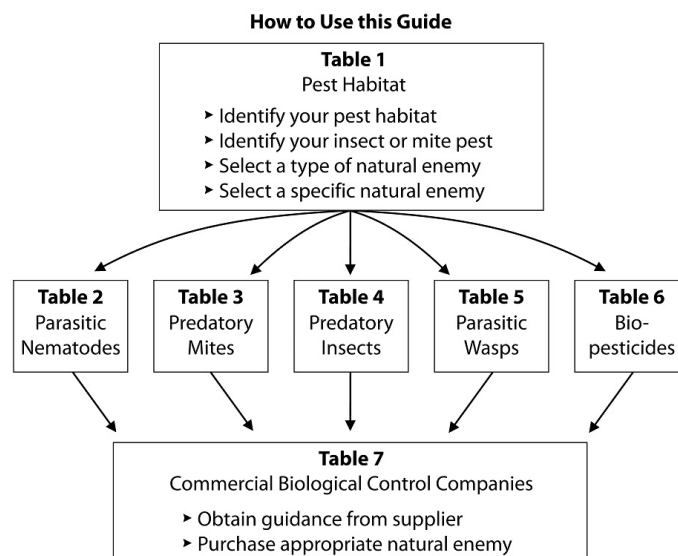 How to Use this Guide
Table 1
Pest Habitat
➤ Identify your pest habitat
➤ Identify your insect or mite pest
➤ Select a type of natural enemy
➤ Select a specific natural enemy
Table 2
Parasitic
Nematodes
Table 3
Predatory
Mites
Table 4
Predatory
Insects
Table 5
Parasitic
Wasps
Table 6
Bio-
pesticides
Table 7
Commercial Biological Control Companies
➤ Obtain guidance from supplier
➤ Purchase appropriate natural enemy